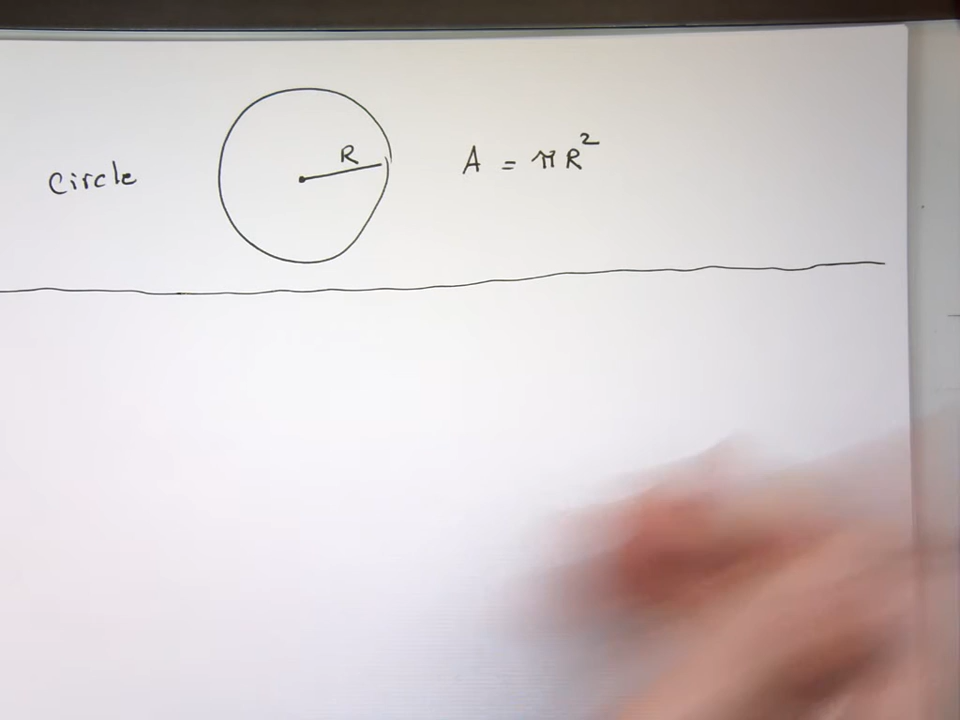 Circle R A = πR²